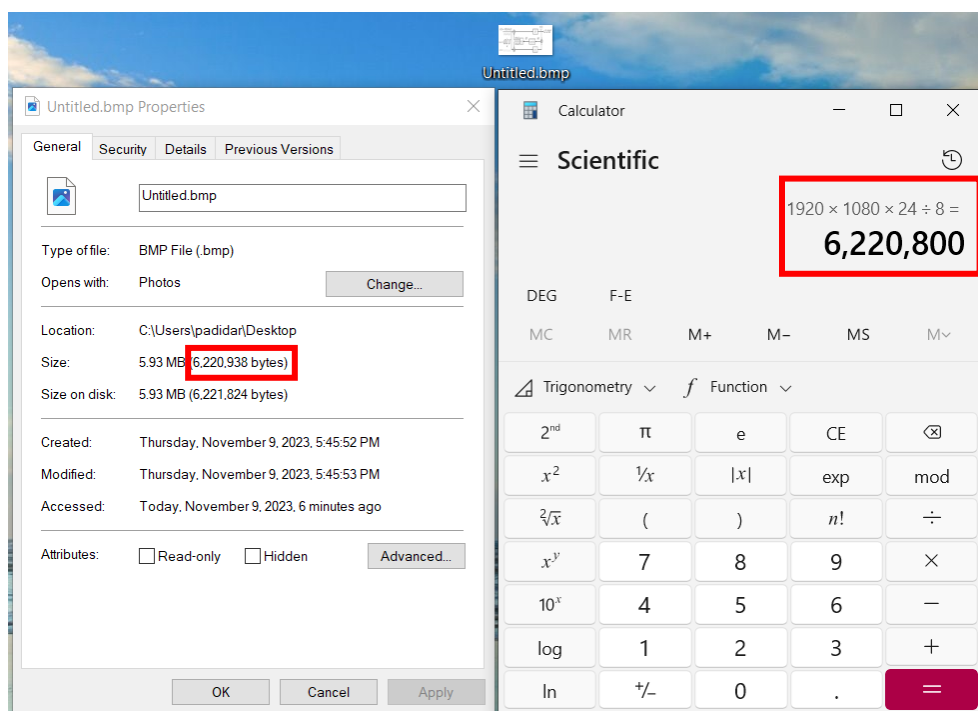 Untitled.bmp
Untitled.bmp Properties
General Security Details Previous Versions
Untitled.bmp
Type of file: BMP File (.bmp)
Opens with: Photos Change...
Location: C:\Users\padidar\Desktop
Size: 5.93 MB (6,220,938 bytes)
Size on disk: 5.93 MB (6,221,824 bytes)
Created: Thursday, November 9, 2023, 5:45:52 PM
Modified: Thursday, November 9, 2023, 5:45:53 PM
Accessed: Today, November 9, 2023, 6 minutes ago
Attributes: Read-only Hidden Advanced...
OK Cancel Apply
Calculator
Scientific
1920 × 1080 × 24 ÷ 8 =
6,220,800
DEG F-E
MC MR M+ M− MS M
Trigonometry f Function
2ⁿᵈ π e CE
x² ¹/x |x| exp mod
²√x ( ) n! ÷
xʸ 7 8 9 ×
10ˣ 4 5 6 −
log 1 2 3 +
ln +/− 0 . =